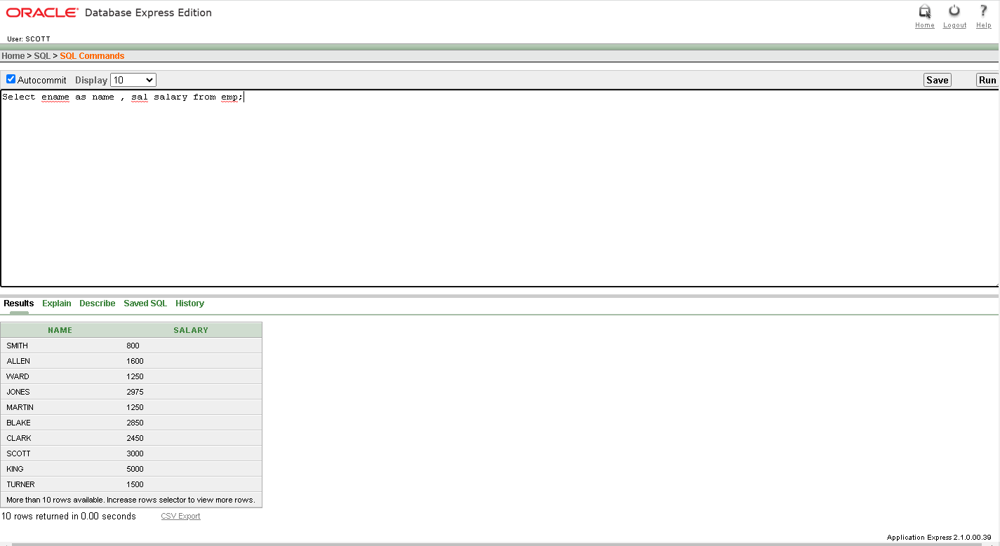 ORACLE Database Express Edition
Home Logout Help
User: SCOTT
Home > SQL > SQL Commands
Autocommit Display 10 Save Run
Select ename as name , sal salary from emp;
Results Explain Describe Saved SQL History
NAME SALARY
SMITH 800
ALLEN 1600
WARD 1250
JONES 2975
MARTIN 1250
BLAKE 2850
CLARK 2450
SCOTT 3000
KING 5000
TURNER 1500
More than 10 rows available. Increase rows selector to view more rows.
10 rows returned in 0.00 seconds CSV Export
Application Express 2.1.0.00.39